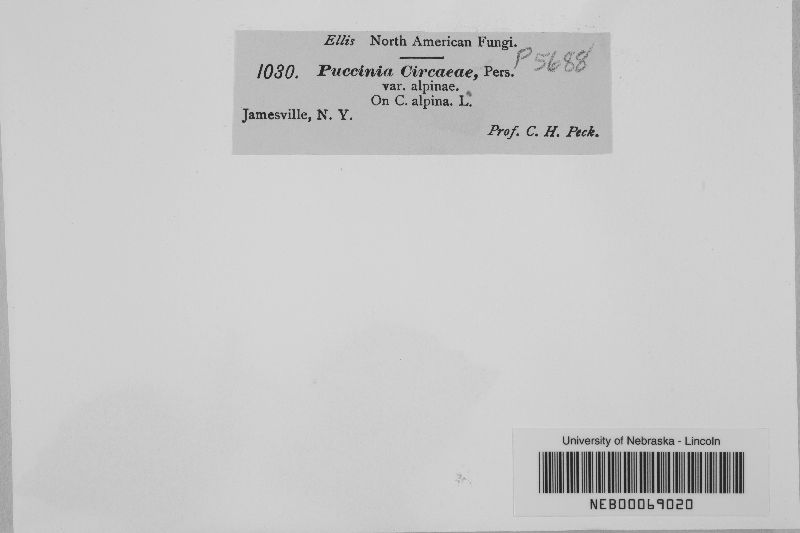 Ellis North American Fungi.
P5688
1030. Puccinia Circaeae, Pers.
var. alpinae.
On C. alpina. L.
Jamesville, N. Y.
Prof. C. H. Peck.
University of Nebraska - Lincoln
NEB00069020